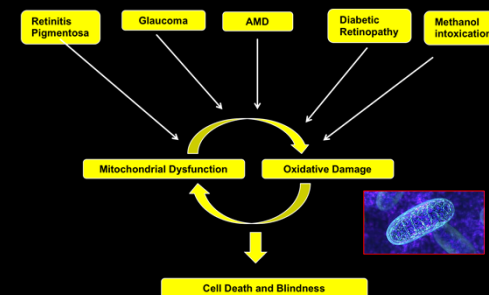 Retinitis
Pigmentosa
Glaucoma
AMD
Diabetic
Retinopathy
Methanol
intoxication
Mitochondrial Dysfunction
Oxidative Damage
Cell Death and Blindness